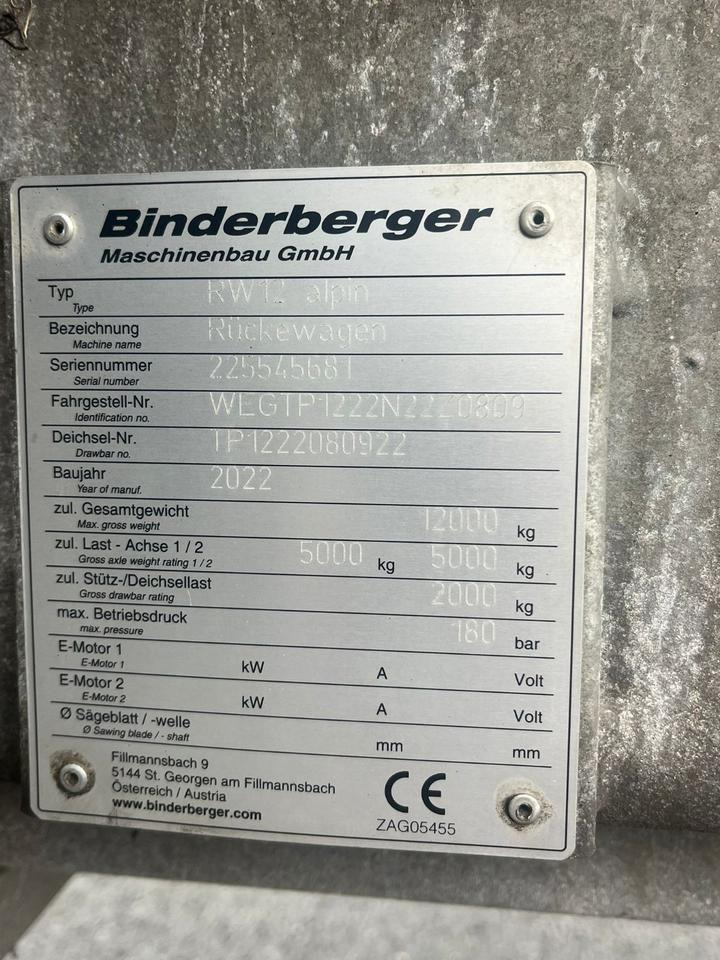 Binderberger
Maschinenbau GmbH
Typ RW12 alpin
Type
Bezeichnung Rückewagen
Machine name
Seriennummer 225545681
Serial number
Fahrgestell-Nr.
Identification no.
Deichsel-Nr. TP1222080922
Drawbar no.
Baujahr 2022
Year of manuf.
zul. Gesamtgewicht 12000 kg
Max. gross weight
zul. Last - Achse 1 / 2 5000 kg 5000 kg
Gross axle weight rating 1 / 2
zul. Stütz-/Deichsellast 2000 kg
Gross drawbar rating
max. Betriebsdruck 180 bar
max. pressure
E-Motor 1 kW A Volt
E-Motor 1
E-Motor 2 kW A Volt
E-Motor 2
Ø Sägeblatt / -welle mm mm
Ø Sawing blade / - shaft
Fillmannsbach 9
5144 St. Georgen am Fillmannsbach
Österreich / Austria
www.binderberger.com
CE
ZAG05455